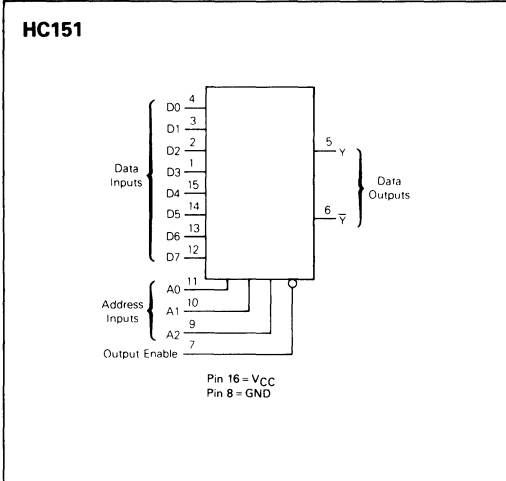 HC151
D0 4
D1 3
D2 2
D3 1
D4 15
D5 14
D6 13
D7 12
Data
Inputs
5 Y
6 Y̅
Data
Outputs
A0 11
A1 10
A2 9
Address
Inputs
Output Enable 7
Pin 16 = VCC
Pin 8 = GND